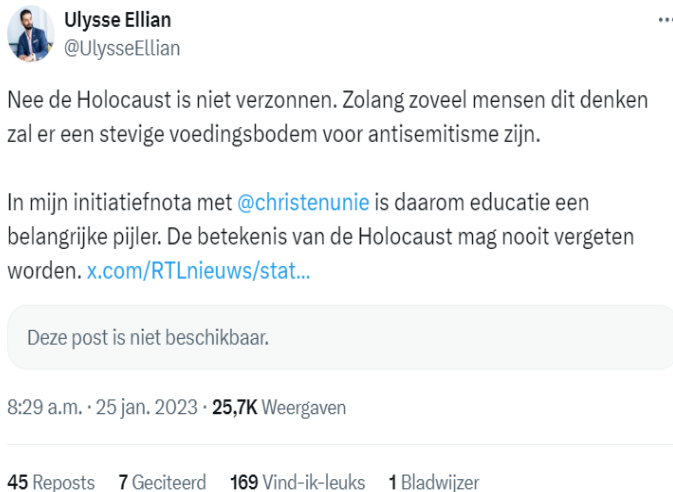 Ulysse Ellian
@UlysseEllian
Nee de Holocaust is niet verzonnen. Zolang zoveel mensen dit denken
zal er een stevige voedingsbodem voor antisemitisme zijn.
In mijn initiatiefnota met @christenunie is daarom educatie een
belangrijke pijler. De betekenis van de Holocaust mag nooit vergeten
worden. x.com/RTLnieuws/stat...
Deze post is niet beschikbaar.
8:29 a.m. · 25 jan. 2023 · 25,7K Weergaven
45 Reposts 7 Geciteerd 169 Vind-ik-leuks 1 Bladwijzer